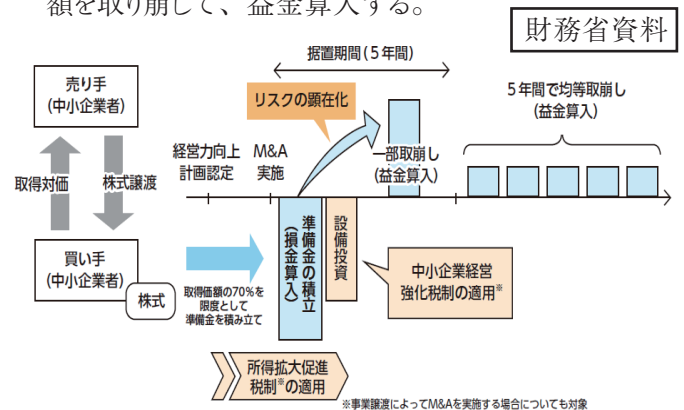 額を取り崩して、益金算入する。
財務省資料
据置期間(５年間)
売り手
(中小企業者)
リスクの顕在化
５年間で均等取崩し
(益金算入)
経営力向上
計画認定
M&A
実施
一部取崩し
(益金算入)
取得対価
株式譲渡
買い手
(中小企業者)
株式
取得価額の70%を
限度として
準備金を積み立て
準備金の積立
(損金算入)
設備投資
中小企業経営
強化税制の適用※
所得拡大促進
税制※の適用
※事業譲渡によってM&Aを実施する場合についても対象